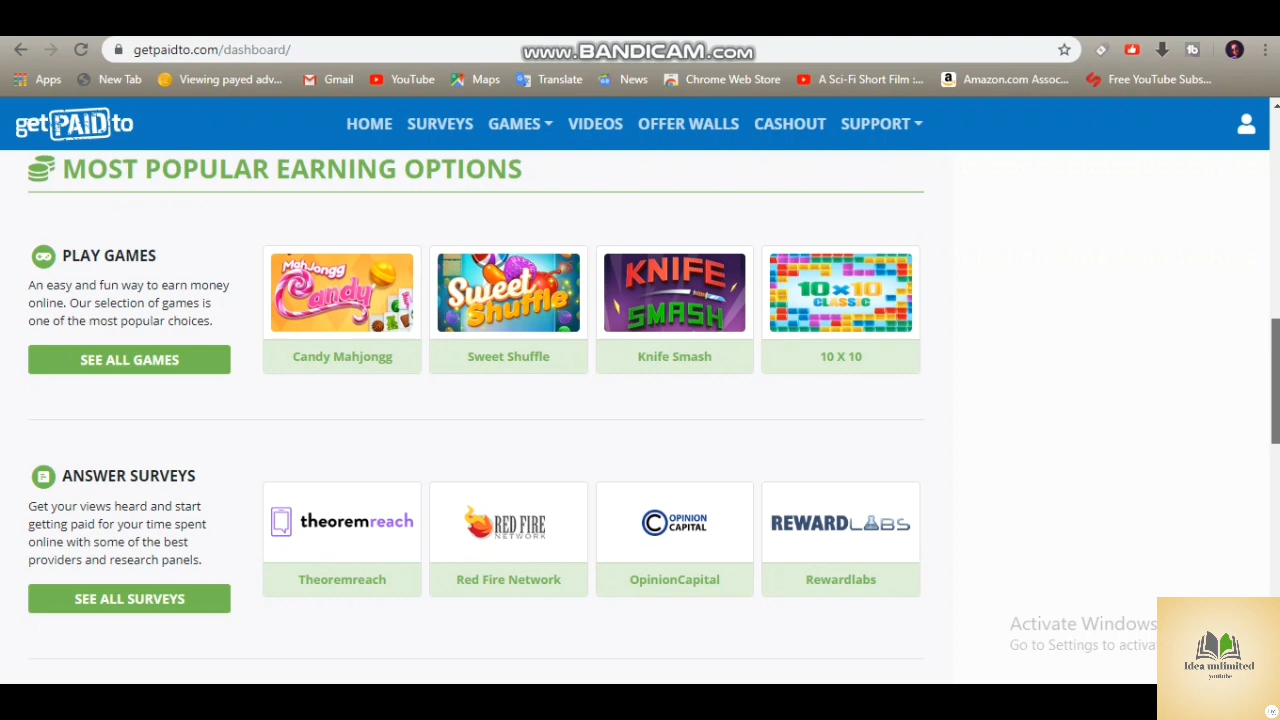 www.BANDICAM.com
getpaidto.com/dashboard/
Apps New Tab Viewing payed adv... Gmail YouTube Maps Translate News Chrome Web Store A Sci-Fi Short Film :... Amazon.com Assoc... Free YouTube Subs...
get PAID to HOME SURVEYS GAMES VIDEOS OFFER WALLS CASHOUT SUPPORT
MOST POPULAR EARNING OPTIONS
PLAY GAMES
An easy and fun way to earn money
online. Our selection of games is
one of the most popular choices.
SEE ALL GAMES
MahJongg
Candy
Sweet
Shuffle
KNIFE
SMASH
10x10
CLASSIC
Candy Mahjongg Sweet Shuffle Knife Smash 10 X 10
ANSWER SURVEYS
Get your views heard and start
getting paid for your time spent
online with some of the best
providers and research panels.
SEE ALL SURVEYS
theoremreach
RED FIRE
NETWORK
OPINION
CAPITAL
REWARDLABS
Theoremreach Red Fire Network OpinionCapital Rewardlabs
Activate Windows
Go to Settings to activa
Idea unlimited
youtube